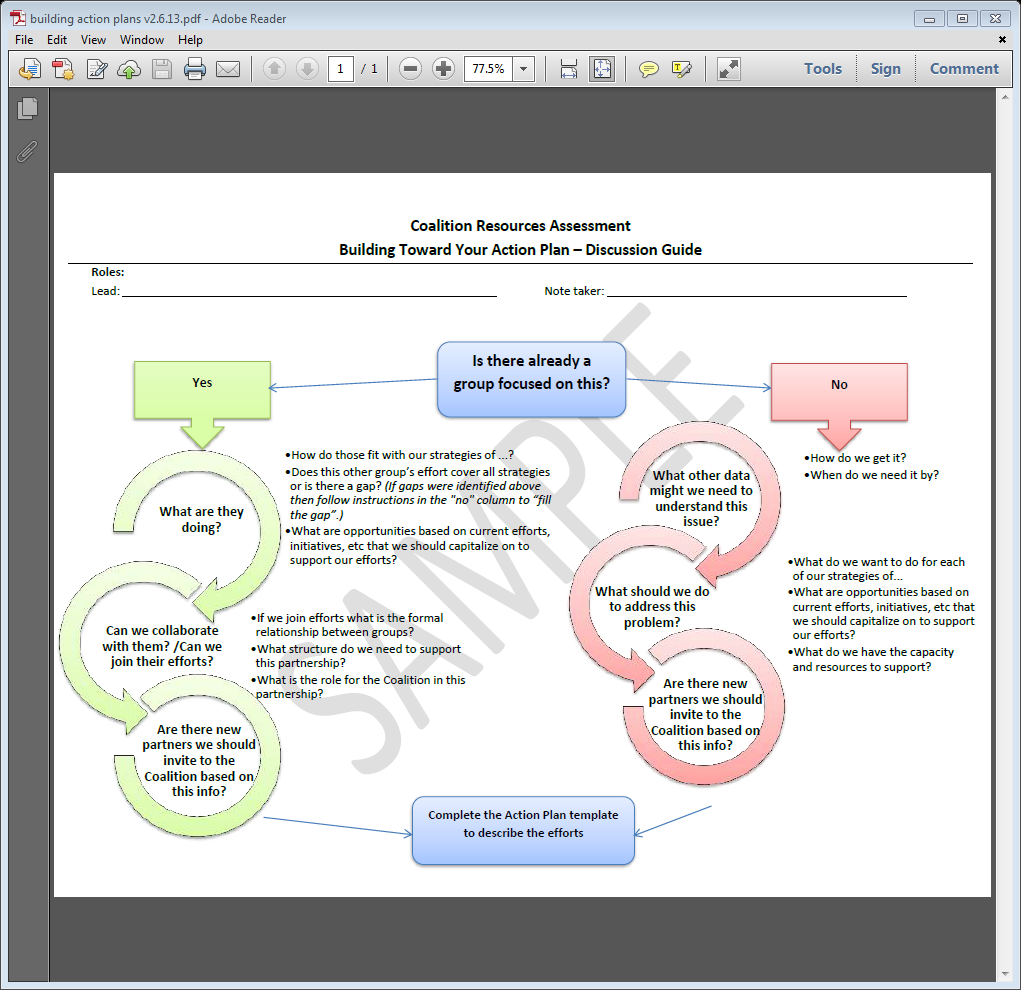 building action plans v2.6.13.pdf - Adobe Reader
File Edit View Window Help
1 / 1 77.5% Tools Sign Comment
Coalition Resources Assessment
Building Toward Your Action Plan – Discussion Guide
Roles:
Lead: Note taker:
Is there already a
group focused on this?
Yes
No
What are they
doing?
•How do those fit with our strategies of ...?
•Does this other group's effort cover all strategies
or is there a gap? (If gaps were identified above
then follow instructions in the "no" column to “fill
the gap”.)
•What are opportunities based on current efforts,
initiatives, etc that we should capitalize on to
support our efforts?
Can we collaborate
with them? /Can we
join their efforts?
•If we join efforts what is the formal
relationship between groups?
•What structure do we need to support
this partnership?
•What is the role for the Coalition in this
partnership?
Are there new
partners we should
invite to the
Coalition based on
this info?
What other data
might we need to
understand this
issue?
•How do we get it?
•When do we need it by?
What should we do
to address this
problem?
•What do we want to do for each
of our strategies of...
•What are opportunities based on
current efforts, initiatives, etc that
we should capitalize on to support
our efforts?
•What do we have the capacity
and resources to support?
Are there new
partners we should
invite to the
Coalition based on
this info?
Complete the Action Plan template
to describe the efforts
SAMPLE